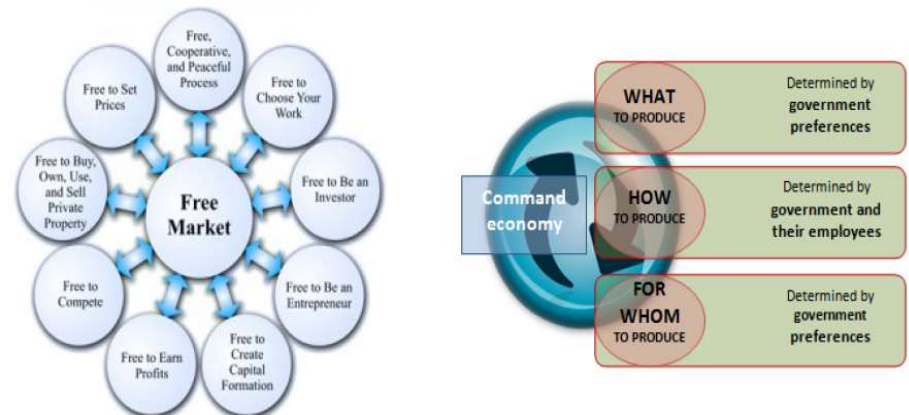 Free,
Cooperative,
and Peaceful
Process
Free to
Choose Your
Work
Free to Be an
Investor
Free to Be an
Entrepreneur
Free to
Create
Capital
Formation
Free to Earn
Profits
Free to
Compete
Free to Buy,
Own, Use,
and Sell
Private
Property
Free to Set
Prices
Free
Market
Command
economy
WHAT
TO PRODUCE
Determined by
government
preferences
HOW
TO PRODUCE
Determined by
government and
their employees
FOR
WHOM
TO PRODUCE
Determined by
government
preferences